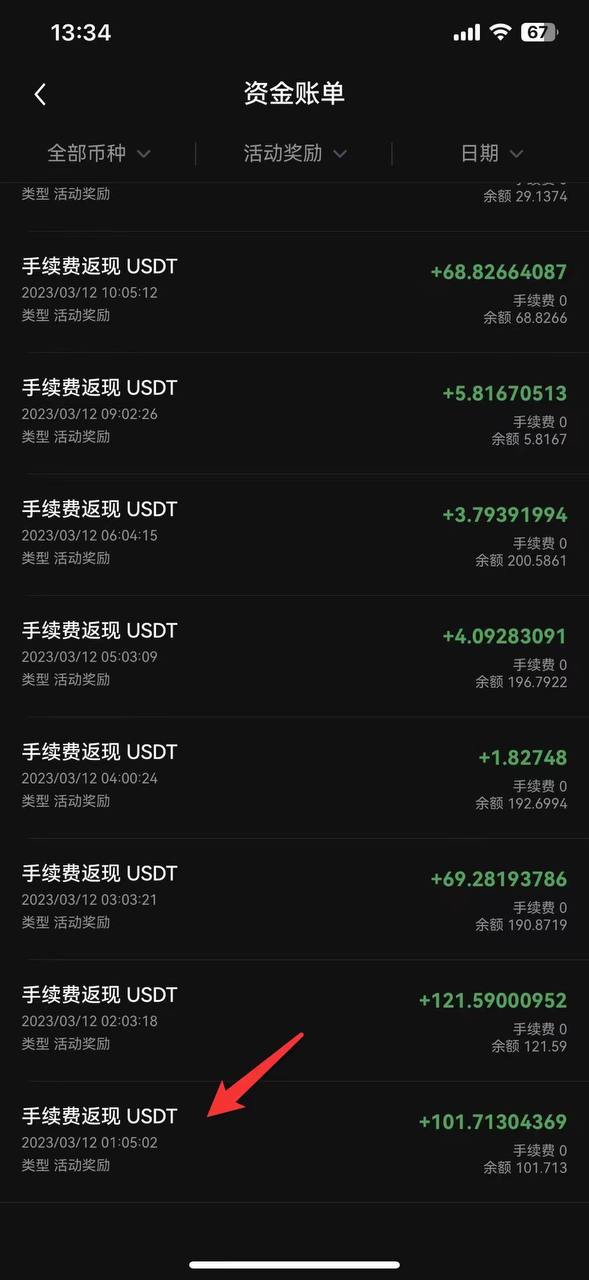 13:34
67
资金账单
全部币种
活动奖励
日期
手续费 0
类型 活动奖励
余额 29.1374
手续费返现 USDT
+68.82664087
2023/03/12 10:05:12
手续费 0
类型 活动奖励
余额 68.8266
手续费返现 USDT
+5.81670513
2023/03/12 09:02:26
手续费 0
类型 活动奖励
余额 5.8167
手续费返现 USDT
+3.79391994
2023/03/12 06:04:15
手续费 0
类型 活动奖励
余额 200.5861
手续费返现 USDT
+4.09283091
2023/03/12 05:03:09
手续费 0
类型 活动奖励
余额 196.7922
手续费返现 USDT
+1.82748
2023/03/12 04:00:24
手续费 0
类型 活动奖励
余额 192.6994
手续费返现 USDT
+69.28193786
2023/03/12 03:03:21
手续费 0
类型 活动奖励
余额 190.8719
手续费返现 USDT
+121.59000952
2023/03/12 02:03:18
手续费 0
类型 活动奖励
余额 121.59
手续费返现 USDT
+101.71304369
2023/03/12 01:05:02
手续费 0
类型 活动奖励
余额 101.713